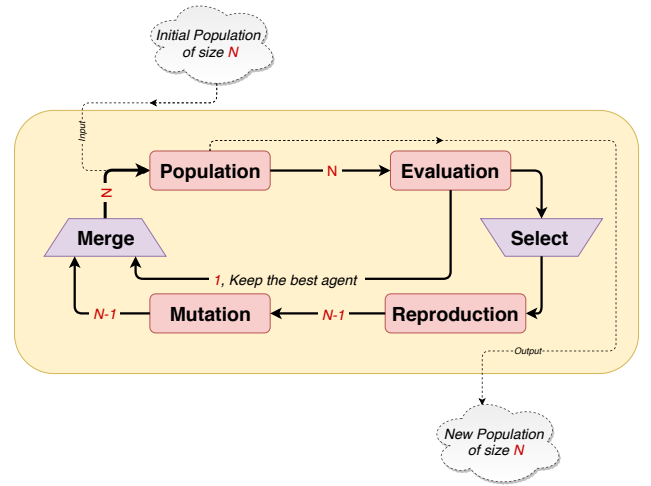 Initial Population
of size N
Input
Population
N
Evaluation
N
Merge
Select
1, Keep the best agent
N-1
Mutation
N-1
Reproduction
Output
New Population
of size N